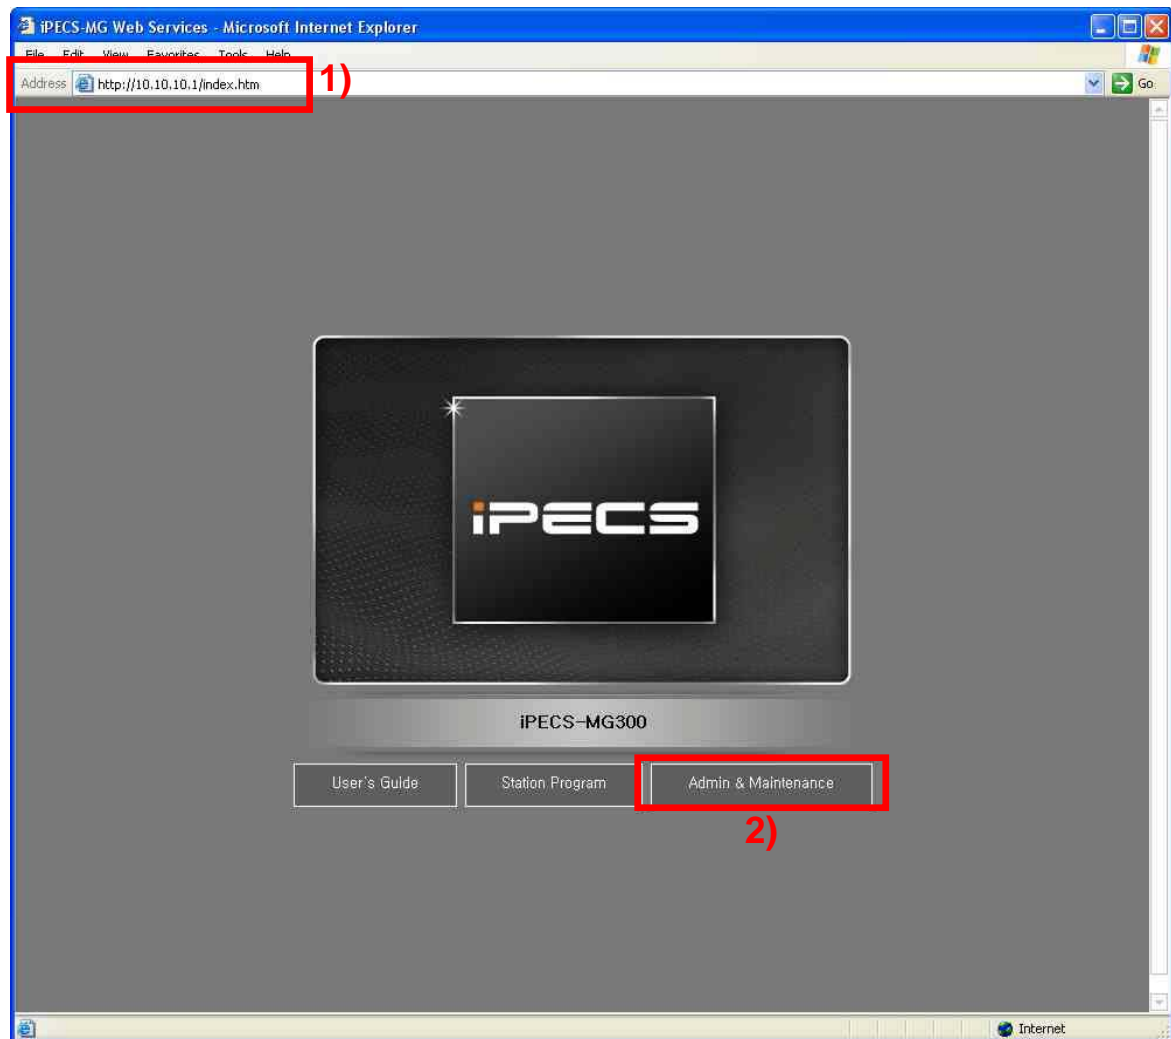 iPECS-MG Web Services - Microsoft Internet Explorer
File Edit View Favorites Tools Help
Address http://10.10.10.1/index.htm Go
1)
iPECS
iPECS-MG300
User's Guide Station Program Admin & Maintenance
2)
Internet